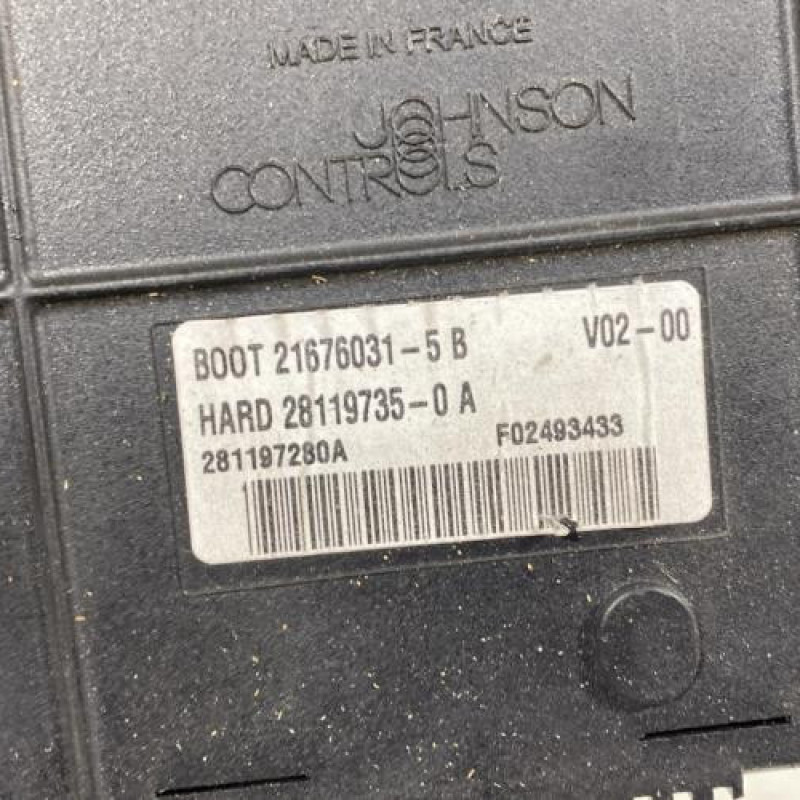 MADE IN FRANCE
JOHNSON
CONTROLS
BOOT 21676031-5 B V02-00
HARD 28119735-0 A
281197280A F02493433